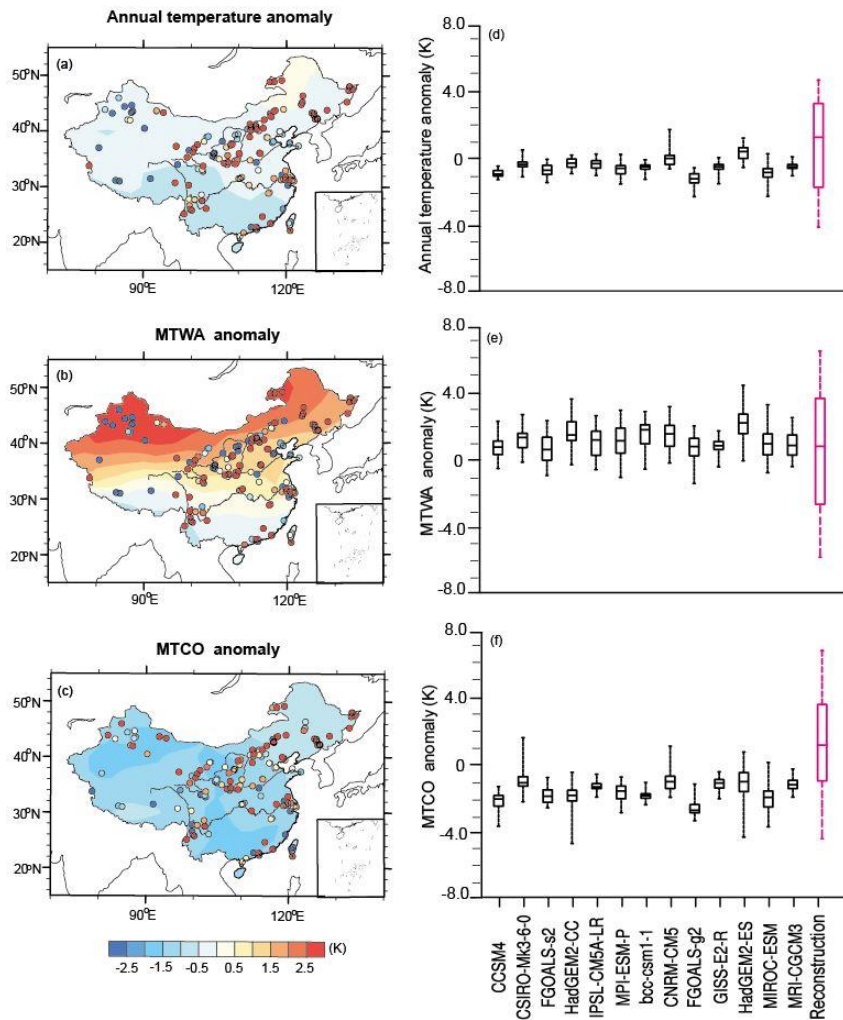 Annual temperature anomaly
(a)
50°N
40°N
30°N
20°N
90°E
120°E
MTWA anomaly
(b)
50°N
40°N
30°N
20°N
90°E
120°E
MTCO anomaly
(c)
50°N
40°N
30°N
20°N
90°E
120°E
-2.5
-1.5
0.5
1.5
2.5
(K)
8.0
(d)
4.0
0
-4.0
-8.0
Annual temperature anomaly (K)
8.0
(e)
4.0
0
-4.0
-8.0
MTWA anomaly (K)
8.0
(f)
4.0
0
-4.0
-8.0
MTCO anomaly (K)
CCSM4
CSIRO-Mk3-6-0
FGOALS-s2
HadGEM2-CC
IPSL-CM5A-LR
MPI-ESM-P
bcc-csm1-1
CNRM-CM5
FGOALS-g2
GISS-E2-R
HadGEM2-ES
MIROC-ESM
MRI-CGCM3
Reconstruction